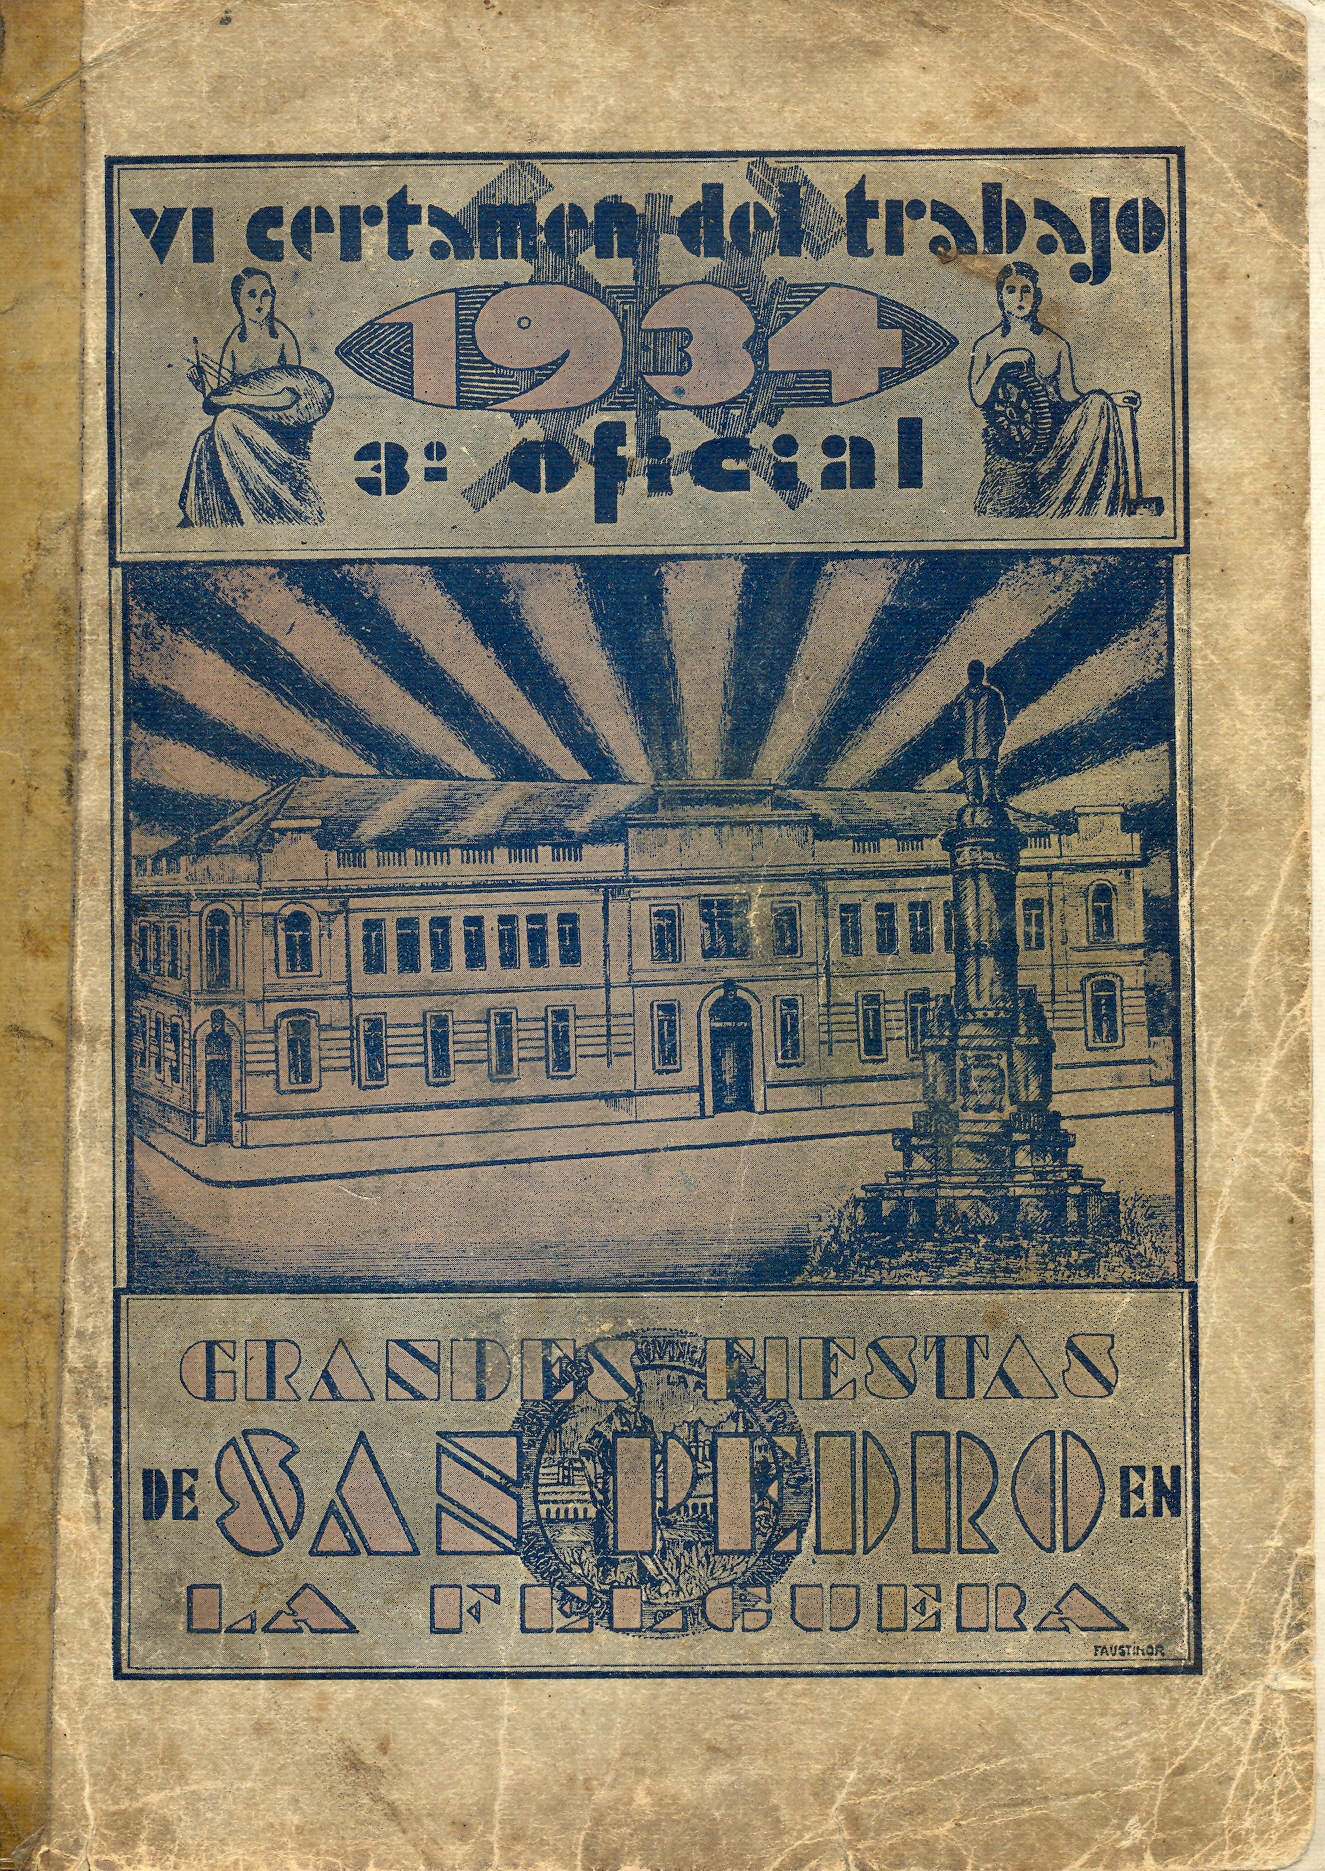 VI certamen del trabajo
1934
3º oficial
GRANDES FIESTAS
DE SAN PEDRO EN
LA FELGUERA
FAUSTINOR